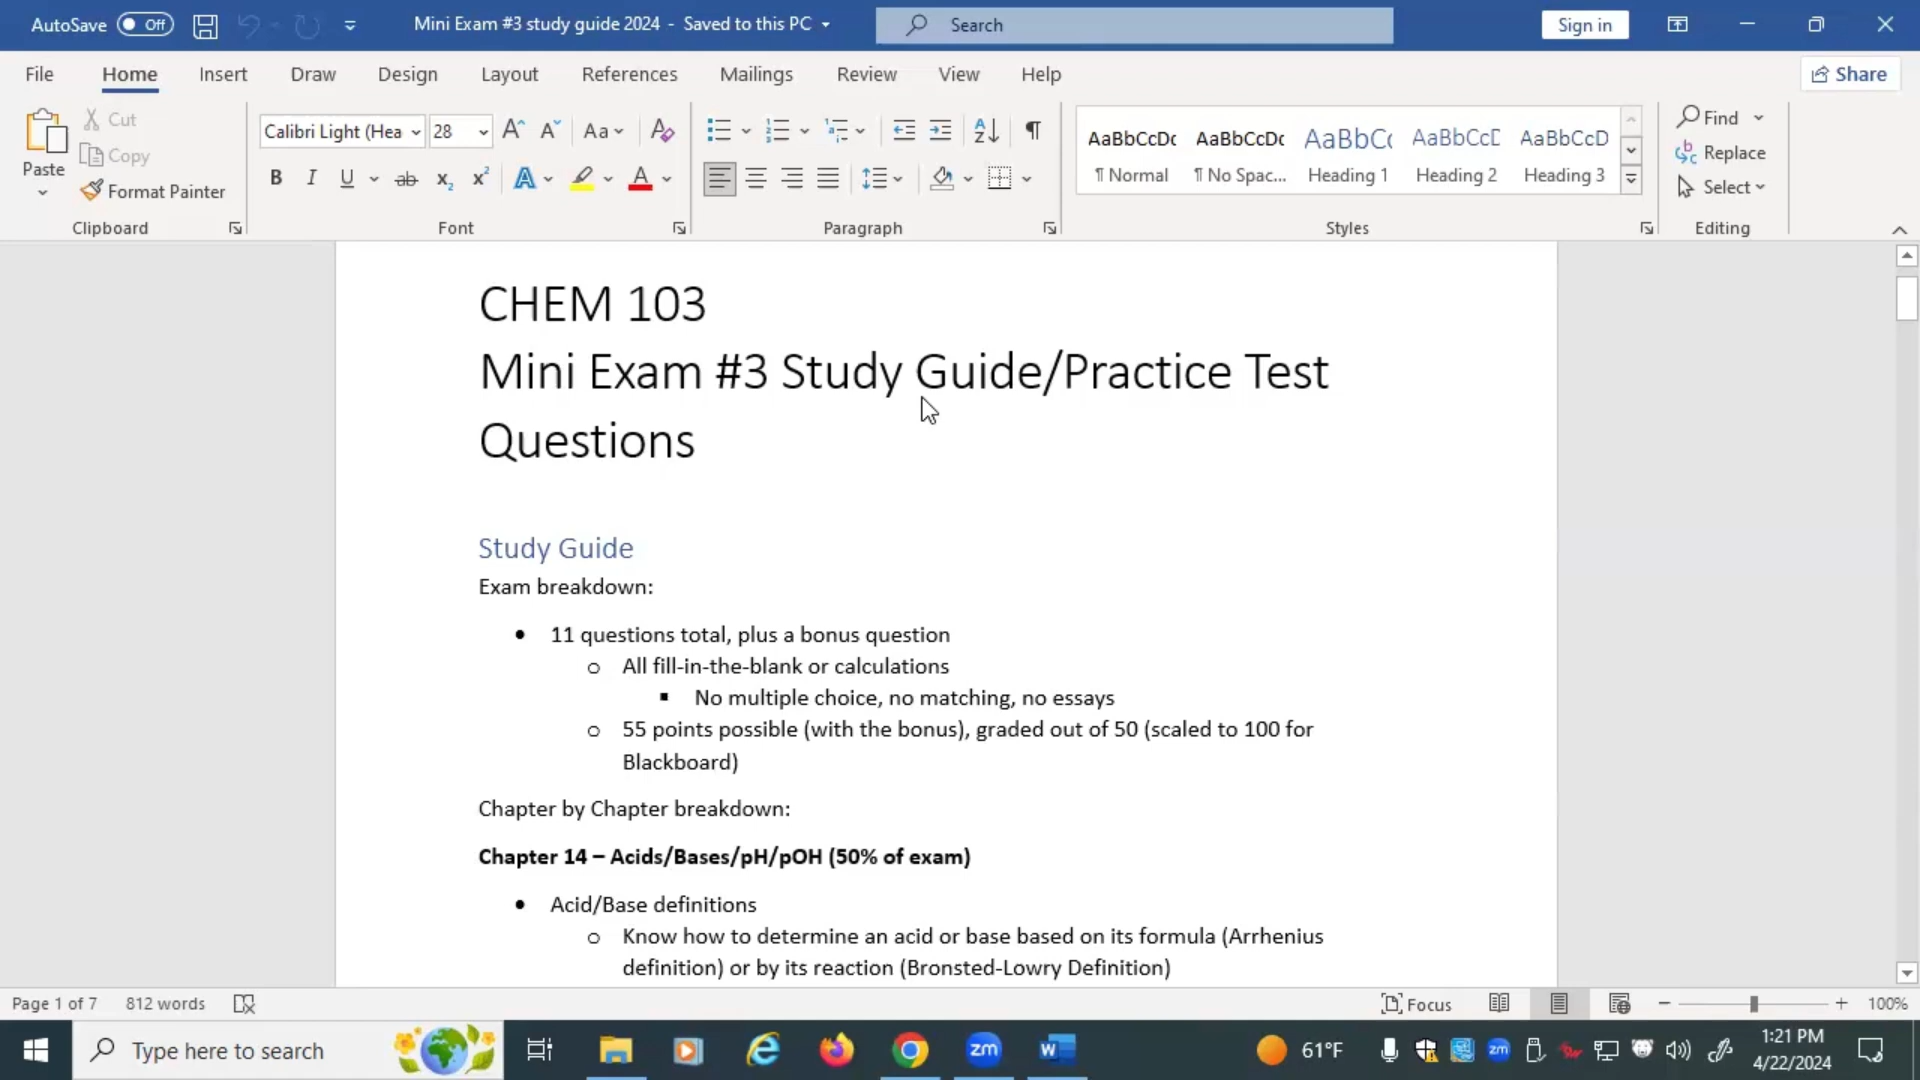 AutoSave Off Mini Exam #3 study guide 2024 - Saved to this PC Search Sign in
File Home Insert Draw Design Layout References Mailings Review View Help Share
Paste
Cut
Copy
Format Painter
Clipboard
Calibri Light (Hea 28
Font
Paragraph
AaBbCcDc AaBbCcDc AaBbC( AaBbCcE AaBbCcD
¶ Normal ¶ No Spac... Heading 1 Heading 2 Heading 3
Styles
Find
Replace
Select
Editing
CHEM 103
Mini Exam #3 Study Guide/Practice Test
Questions
Study Guide
Exam breakdown:
• 11 questions total, plus a bonus question
o All fill-in-the-blank or calculations
▪ No multiple choice, no matching, no essays
o 55 points possible (with the bonus), graded out of 50 (scaled to 100 for
Blackboard)
Chapter by Chapter breakdown:
Chapter 14 – Acids/Bases/pH/pOH (50% of exam)
• Acid/Base definitions
o Know how to determine an acid or base based on its formula (Arrhenius
definition) or by its reaction (Bronsted-Lowry Definition)
Page 1 of 7 812 words Focus 100%
Type here to search zm W 61°F zm 1:21 PM
4/22/2024